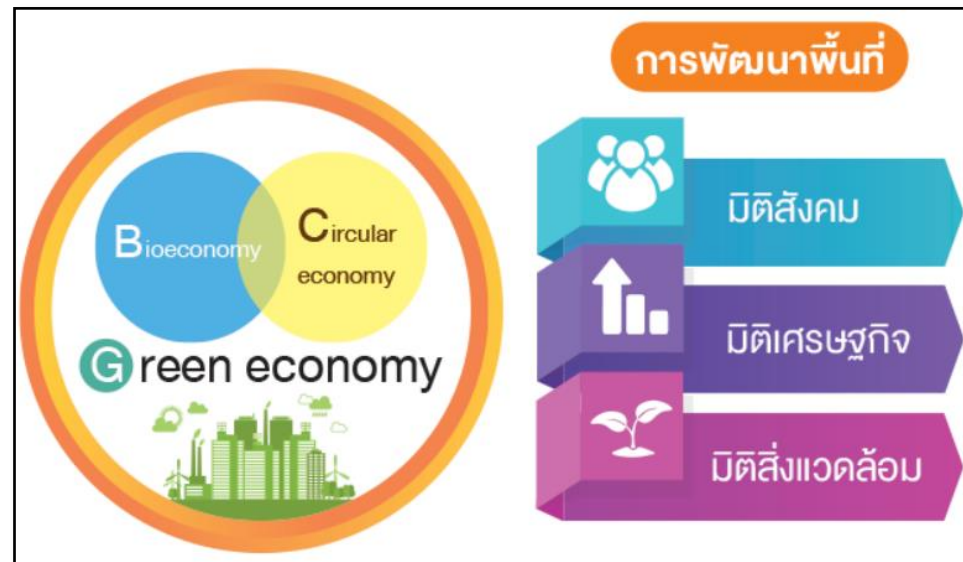 Bioeconomy
Circular
economy
Green economy
การพัฒนาพื้นที่
มิติสังคม
มิติเศรษฐกิจ
มิติสิ่งแวดล้อม